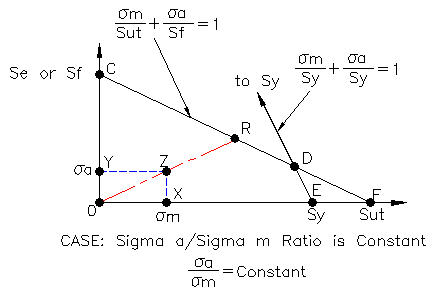 σm/Sut + σa/Sf = 1
σm/Sy + σa/Sy = 1
Se or Sf
C
to Sy
R
D
σa
Y
Z
E
F
0
X
σm
Sy
Sut
CASE: Sigma a/Sigma m Ratio is Constant
σa/σm = Constant